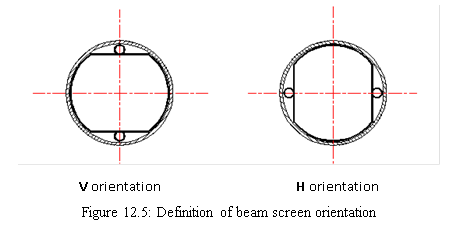 V orientation
H orientation
Figure 12.5: Definition of beam screen orientation